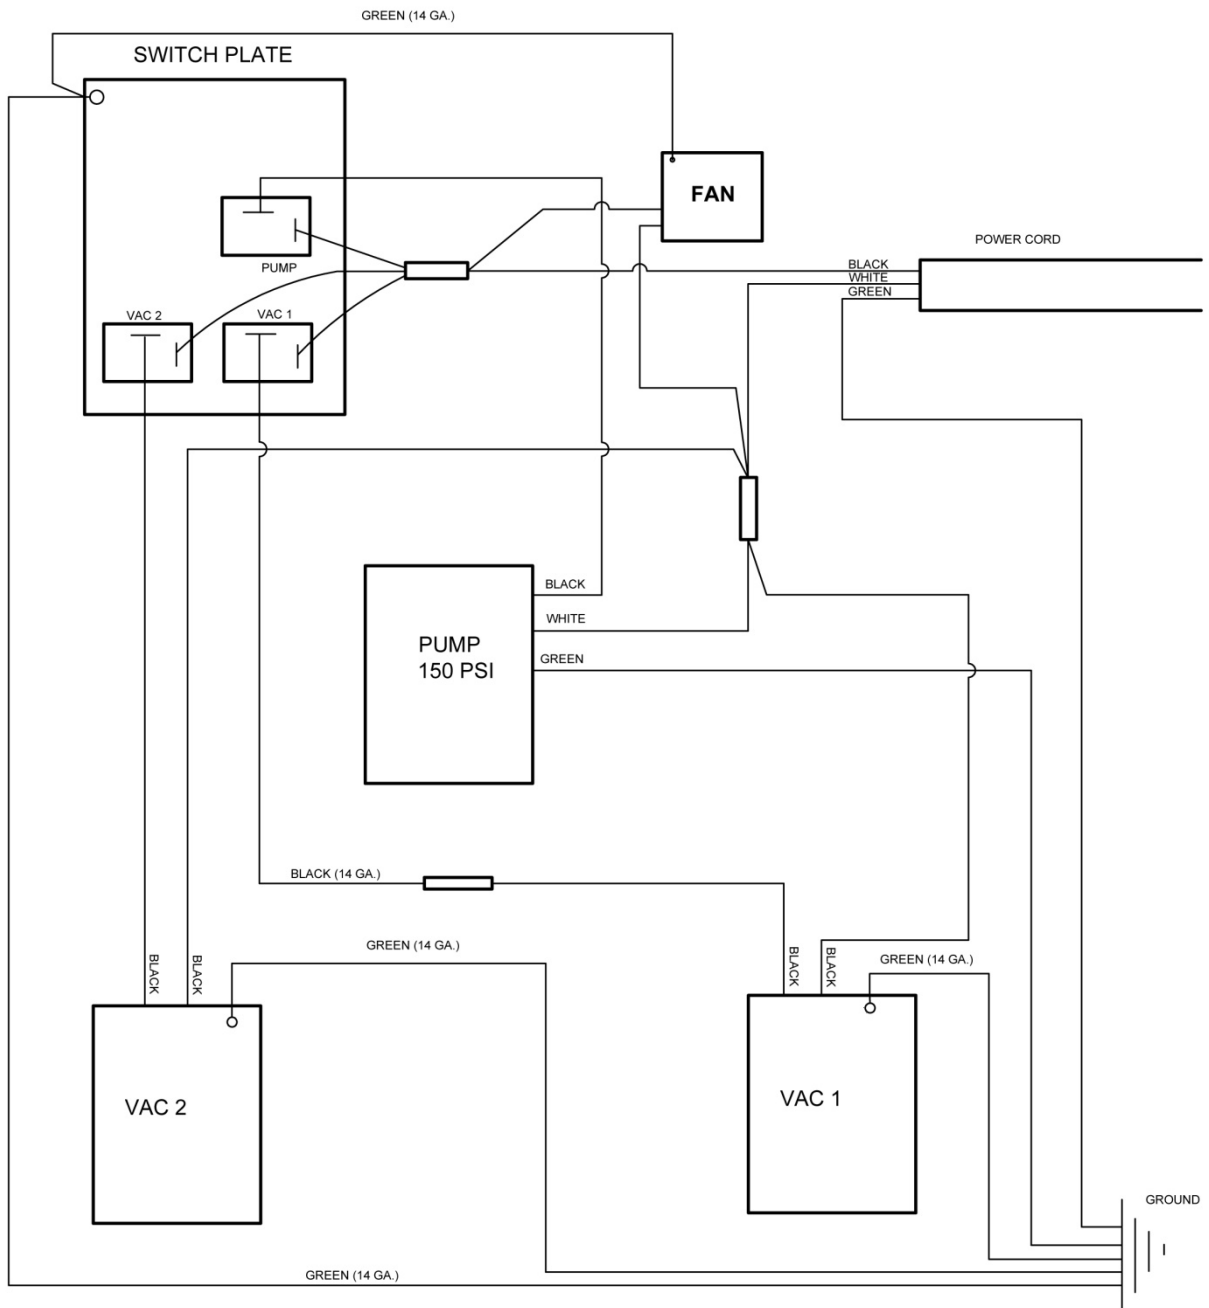 GREEN (14 GA.)
SWITCH PLATE
FAN
POWER CORD
BLACK
WHITE
GREEN
PUMP
VAC 2
VAC 1
BLACK
WHITE
GREEN
PUMP
150 PSI
BLACK (14 GA.)
GREEN (14 GA.)
BLACK
BLACK
BLACK
BLACK
GREEN (14 GA.)
VAC 2
VAC 1
GROUND
GREEN (14 GA.)